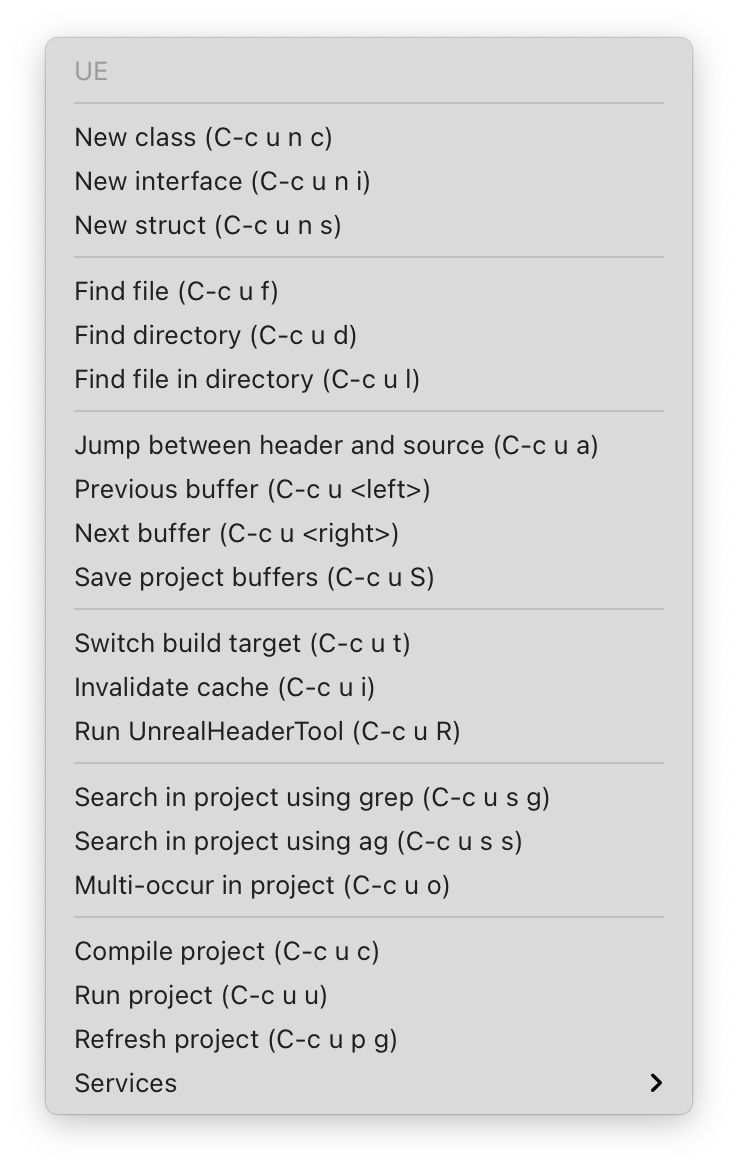 UE
New class (C-c u n c)
New interface (C-c u n i)
New struct (C-c u n s)
Find file (C-c u f)
Find directory (C-c u d)
Find file in directory (C-c u l)
Jump between header and source (C-c u a)
Previous buffer (C-c u <left>)
Next buffer (C-c u <right>)
Save project buffers (C-c u S)
Switch build target (C-c u t)
Invalidate cache (C-c u i)
Run UnrealHeaderTool (C-c u R)
Search in project using grep (C-c u s g)
Search in project using ag (C-c u s s)
Multi-occur in project (C-c u o)
Compile project (C-c u c)
Run project (C-c u u)
Refresh project (C-c u p g)
Services